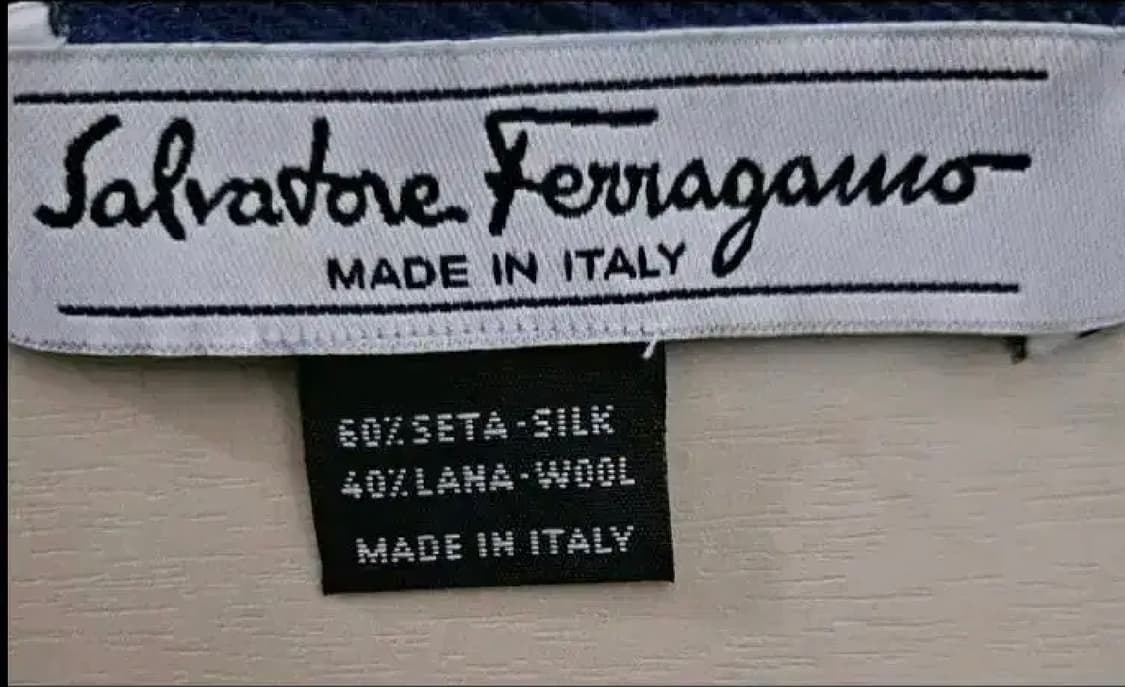 Salvatore Ferragamo
MADE IN ITALY
60% SETA-SILK
40% LANA-WOOL
MADE IN ITALY